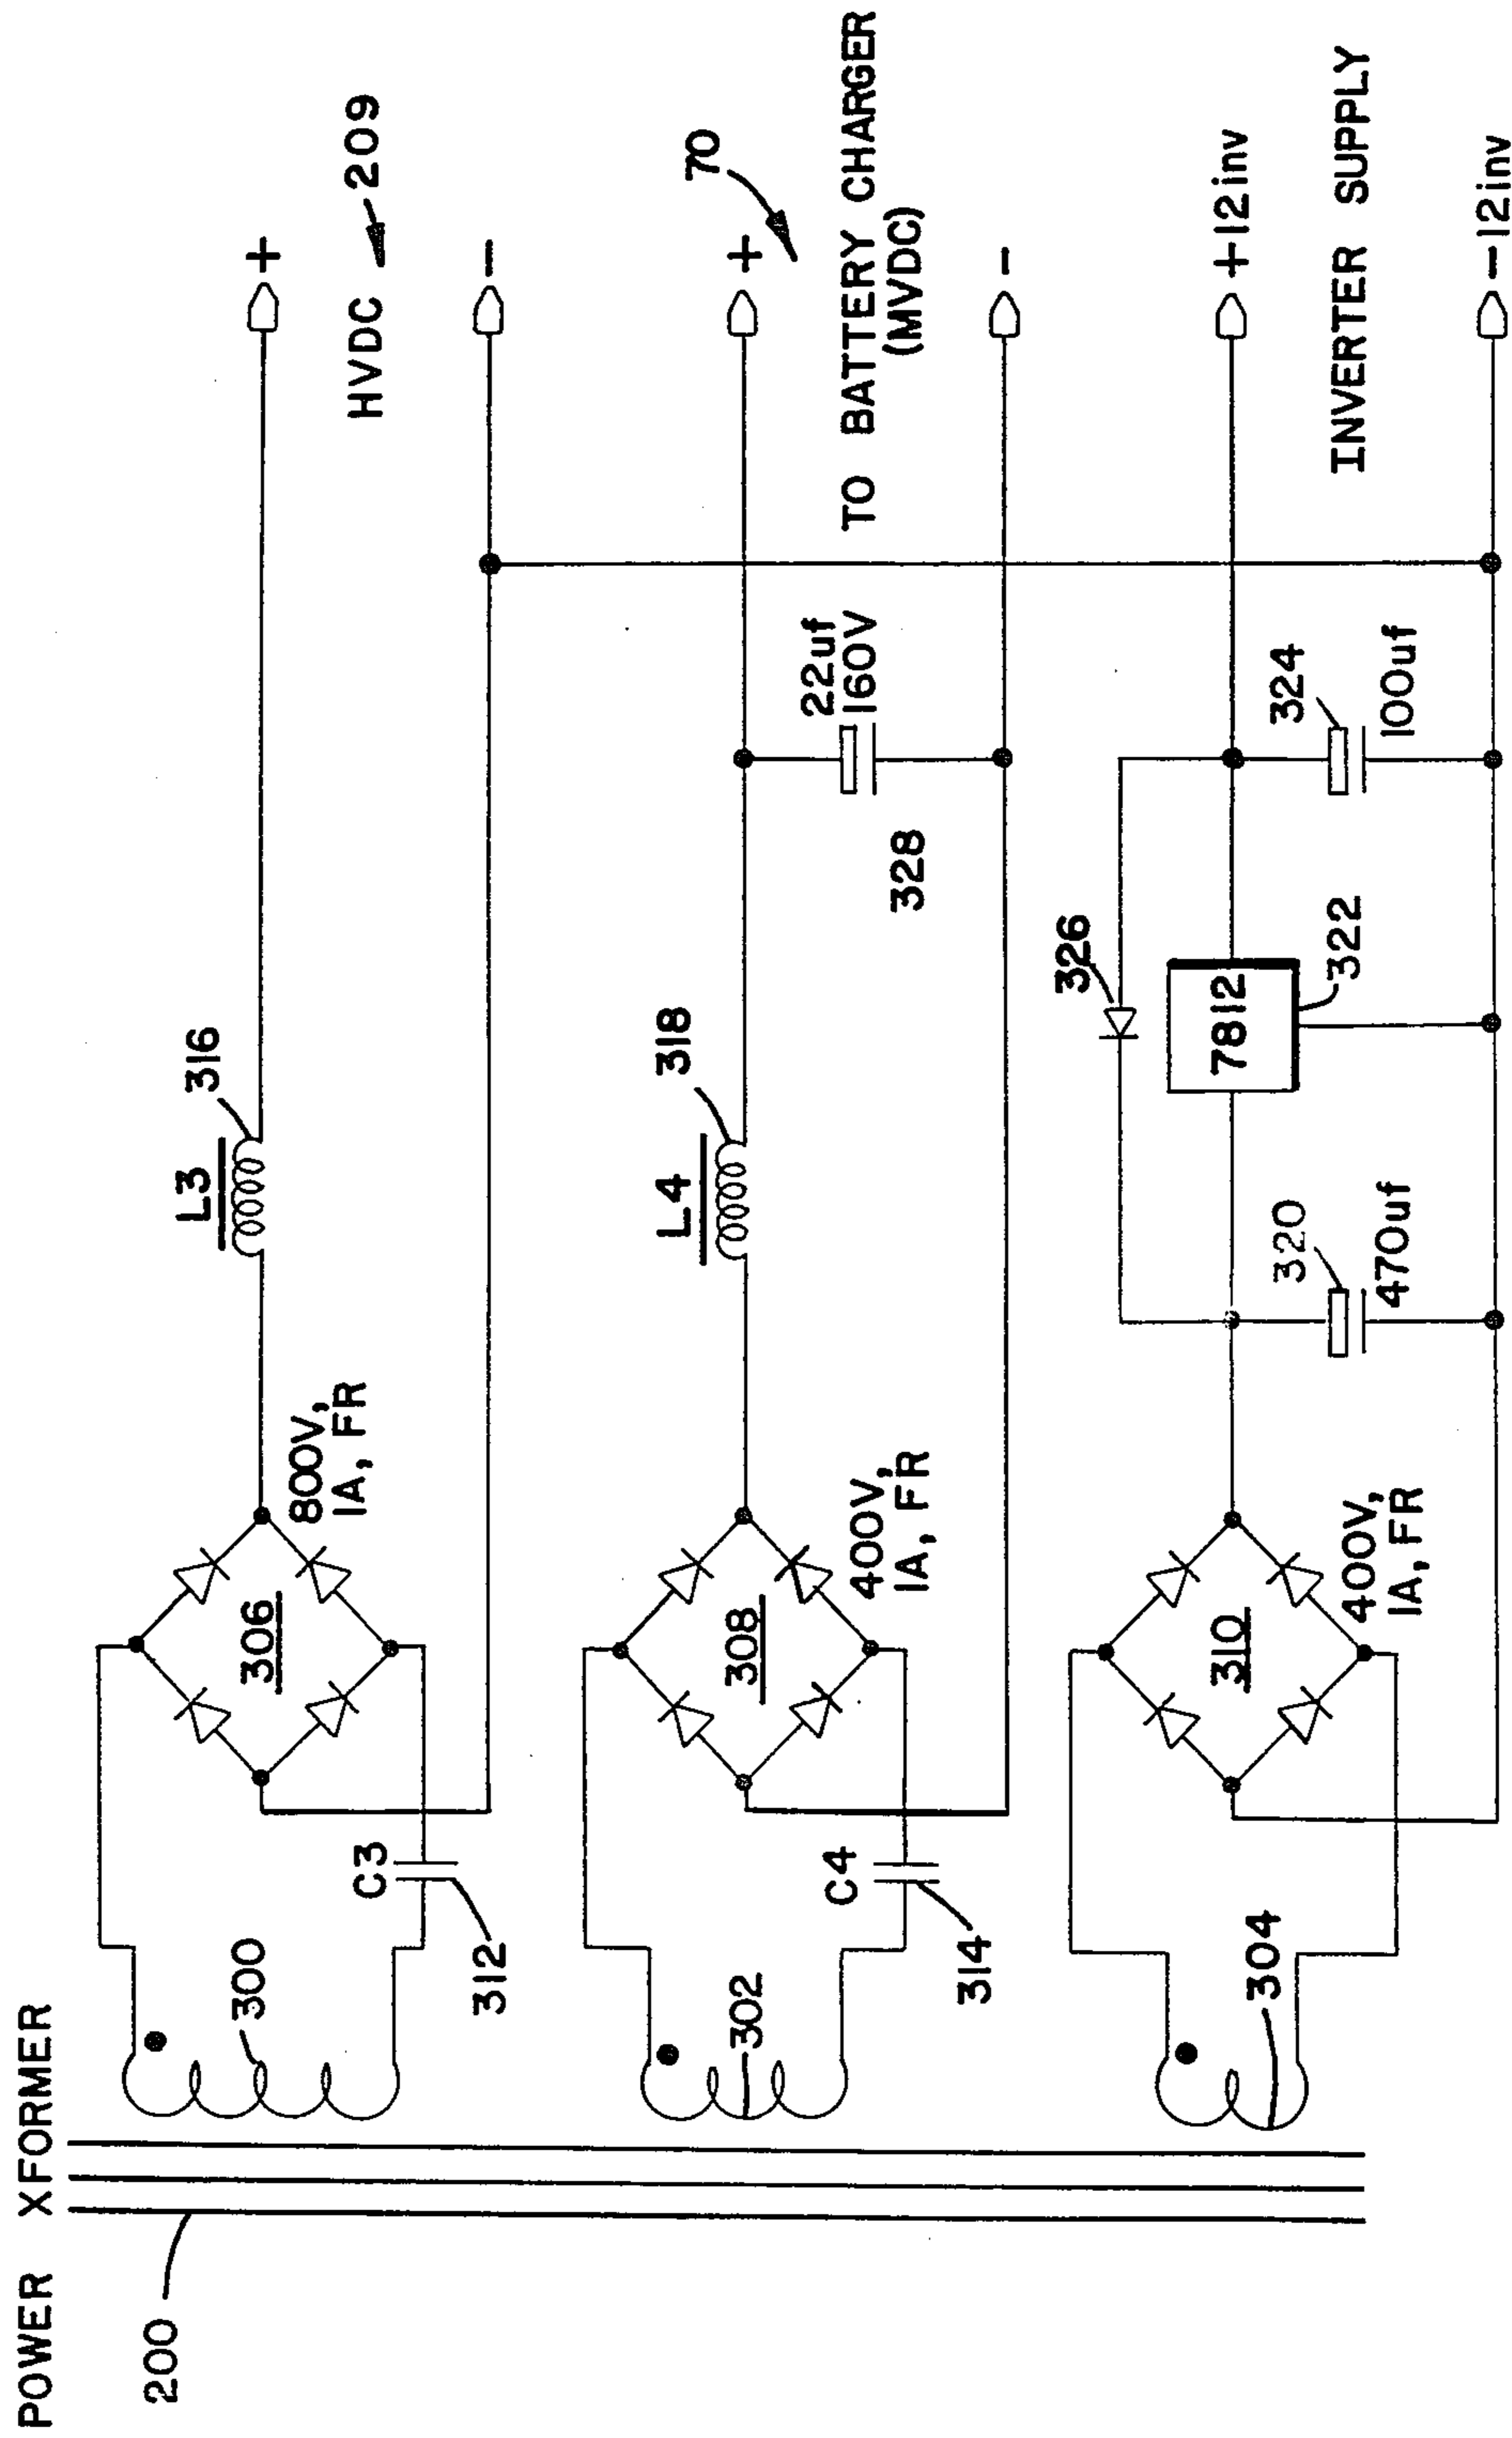 POWER XFORMER
200
300
C3
312
306
800V,
1A, FR
L3
316
+
HVDC
209
-
302
C4
314
308
400V,
1A, FR
L4
318
22uf
160V
328
+
70
TO BATTERY CHARGER
(MVDC)
-
304
310
400V,
1A, FR
320
470uf
326
7812
322
324
100uf
+12inv
INVERTER SUPPLY
-12inv